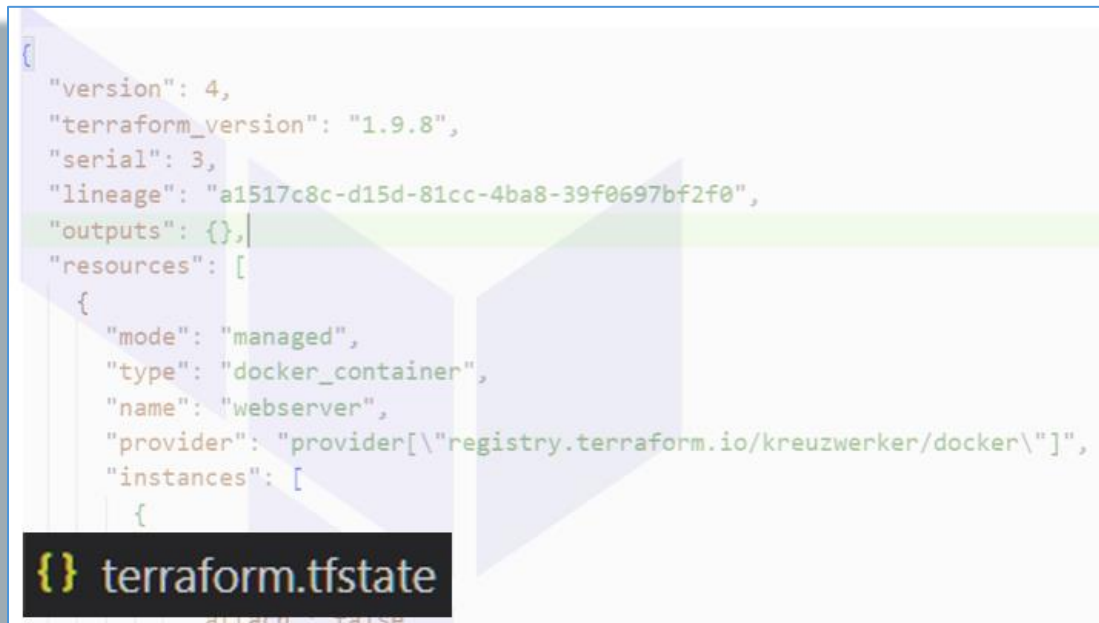 {
"version": 4,
"terraform_version": "1.9.8",
"serial": 3,
"lineage": "a1517c8c-d15d-81cc-4ba8-39f0697bf2f0",
"outputs": {},
"resources": [
{
"mode": "managed",
"type": "docker_container",
"name": "webserver",
"provider": "provider[\"registry.terraform.io/kreuzwerker/docker\"]",
"instances": [
{
{} terraform.tfstate